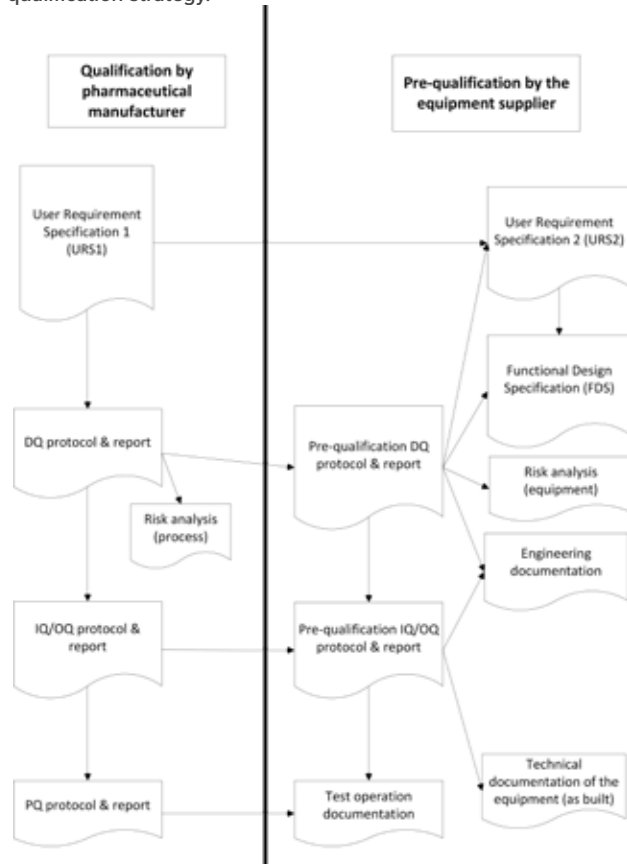 qualification strategy.
Qualification by
pharmaceutical
manufacturer
Pre-qualification by the
equipment supplier
User Requirement
Specification 1
(URS1)
User Requirement
Specification 2 (URS2)
Functional Design
Specification (FDS)
DQ protocol & report
Pre-qualification DQ
protocol & report
Risk analysis
(equipment)
Risk analysis
(process)
Engineering
documentation
IQ/OQ protocol &
report
Pre-qualification IQ/OQ
protocol & report
PQ protocol & report
Test operation
documentation
Technical
documentation of the
equipment (as built)